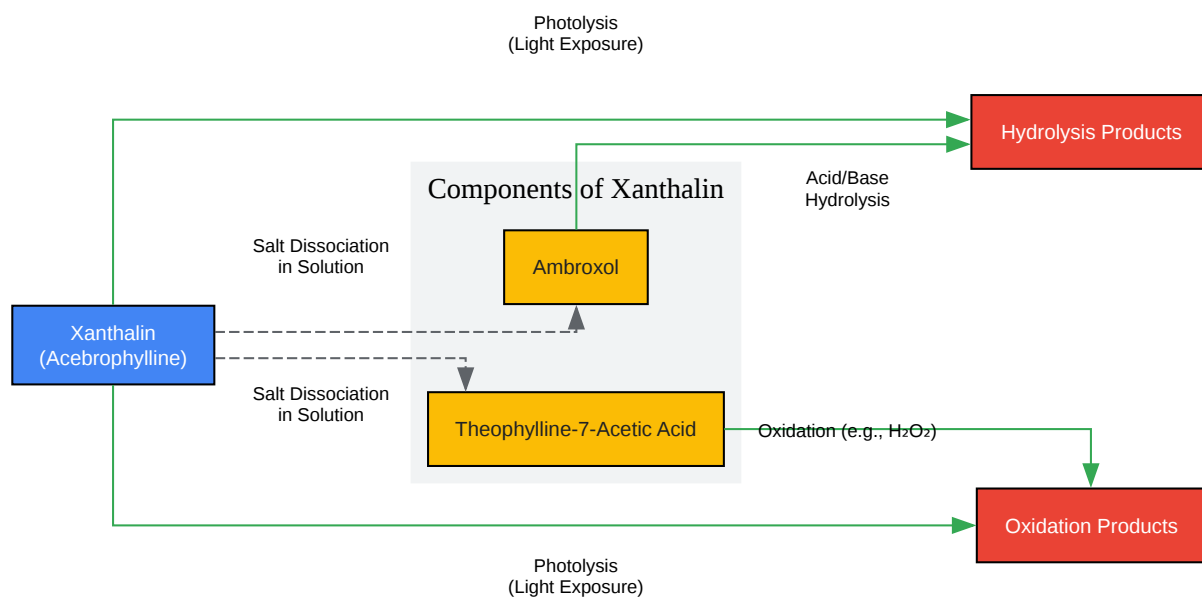 Photolysis
(Light Exposure)
Hydrolysis Products
Acid/Base
Hydrolysis
Components of Xanthalin
Ambroxol
Salt Dissociation
in Solution
Xanthalin
(Acebrophylline)
Salt Dissociation
in Solution
Theophylline-7-Acetic Acid
Oxidation (e.g., H₂O₂)
Oxidation Products
Photolysis
(Light Exposure)